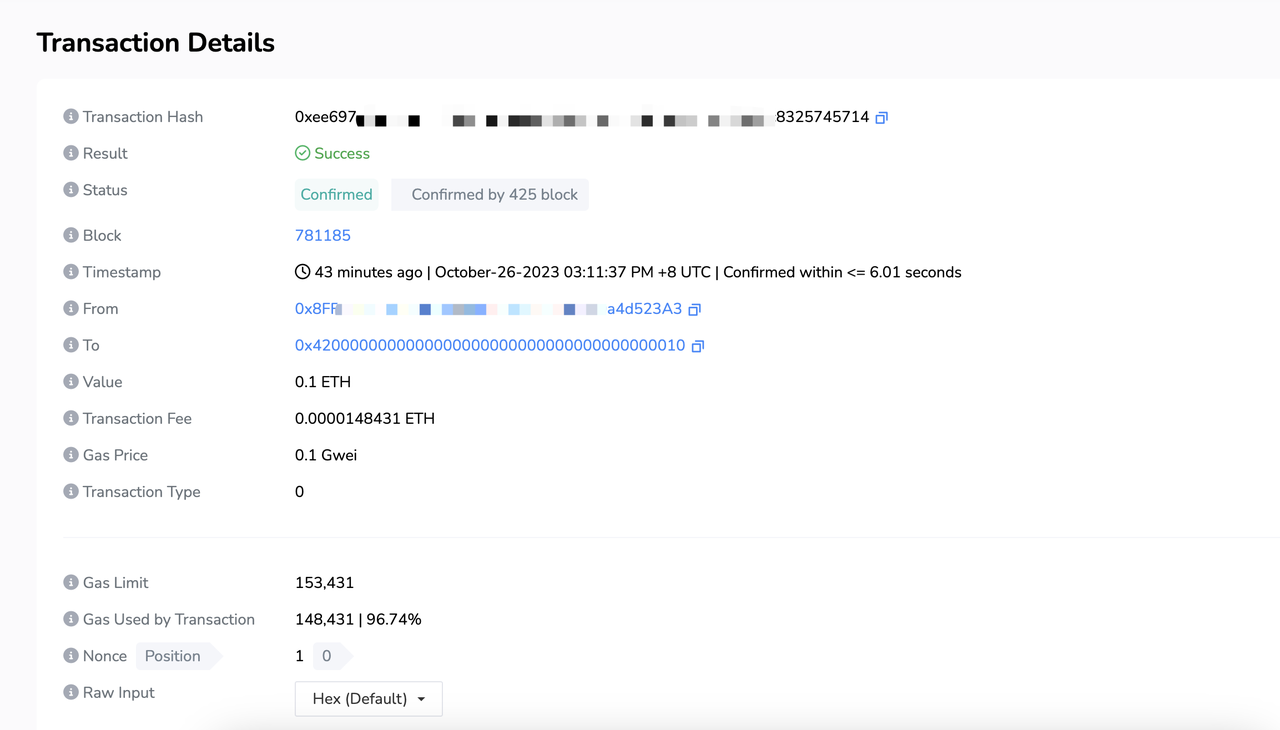 Transaction Details
Transaction Hash 0xee697 8325745714
Result Success
Status Confirmed Confirmed by 425 block
Block 781185
Timestamp 43 minutes ago | October-26-2023 03:11:37 PM +8 UTC | Confirmed within <= 6.01 seconds
From 0x8FF a4d523A3
To 0x4200000000000000000000000000000000000010
Value 0.1 ETH
Transaction Fee 0.0000148431 ETH
Gas Price 0.1 Gwei
Transaction Type 0
Gas Limit 153,431
Gas Used by Transaction 148,431 | 96.74%
Nonce Position 1 0
Raw Input Hex (Default)